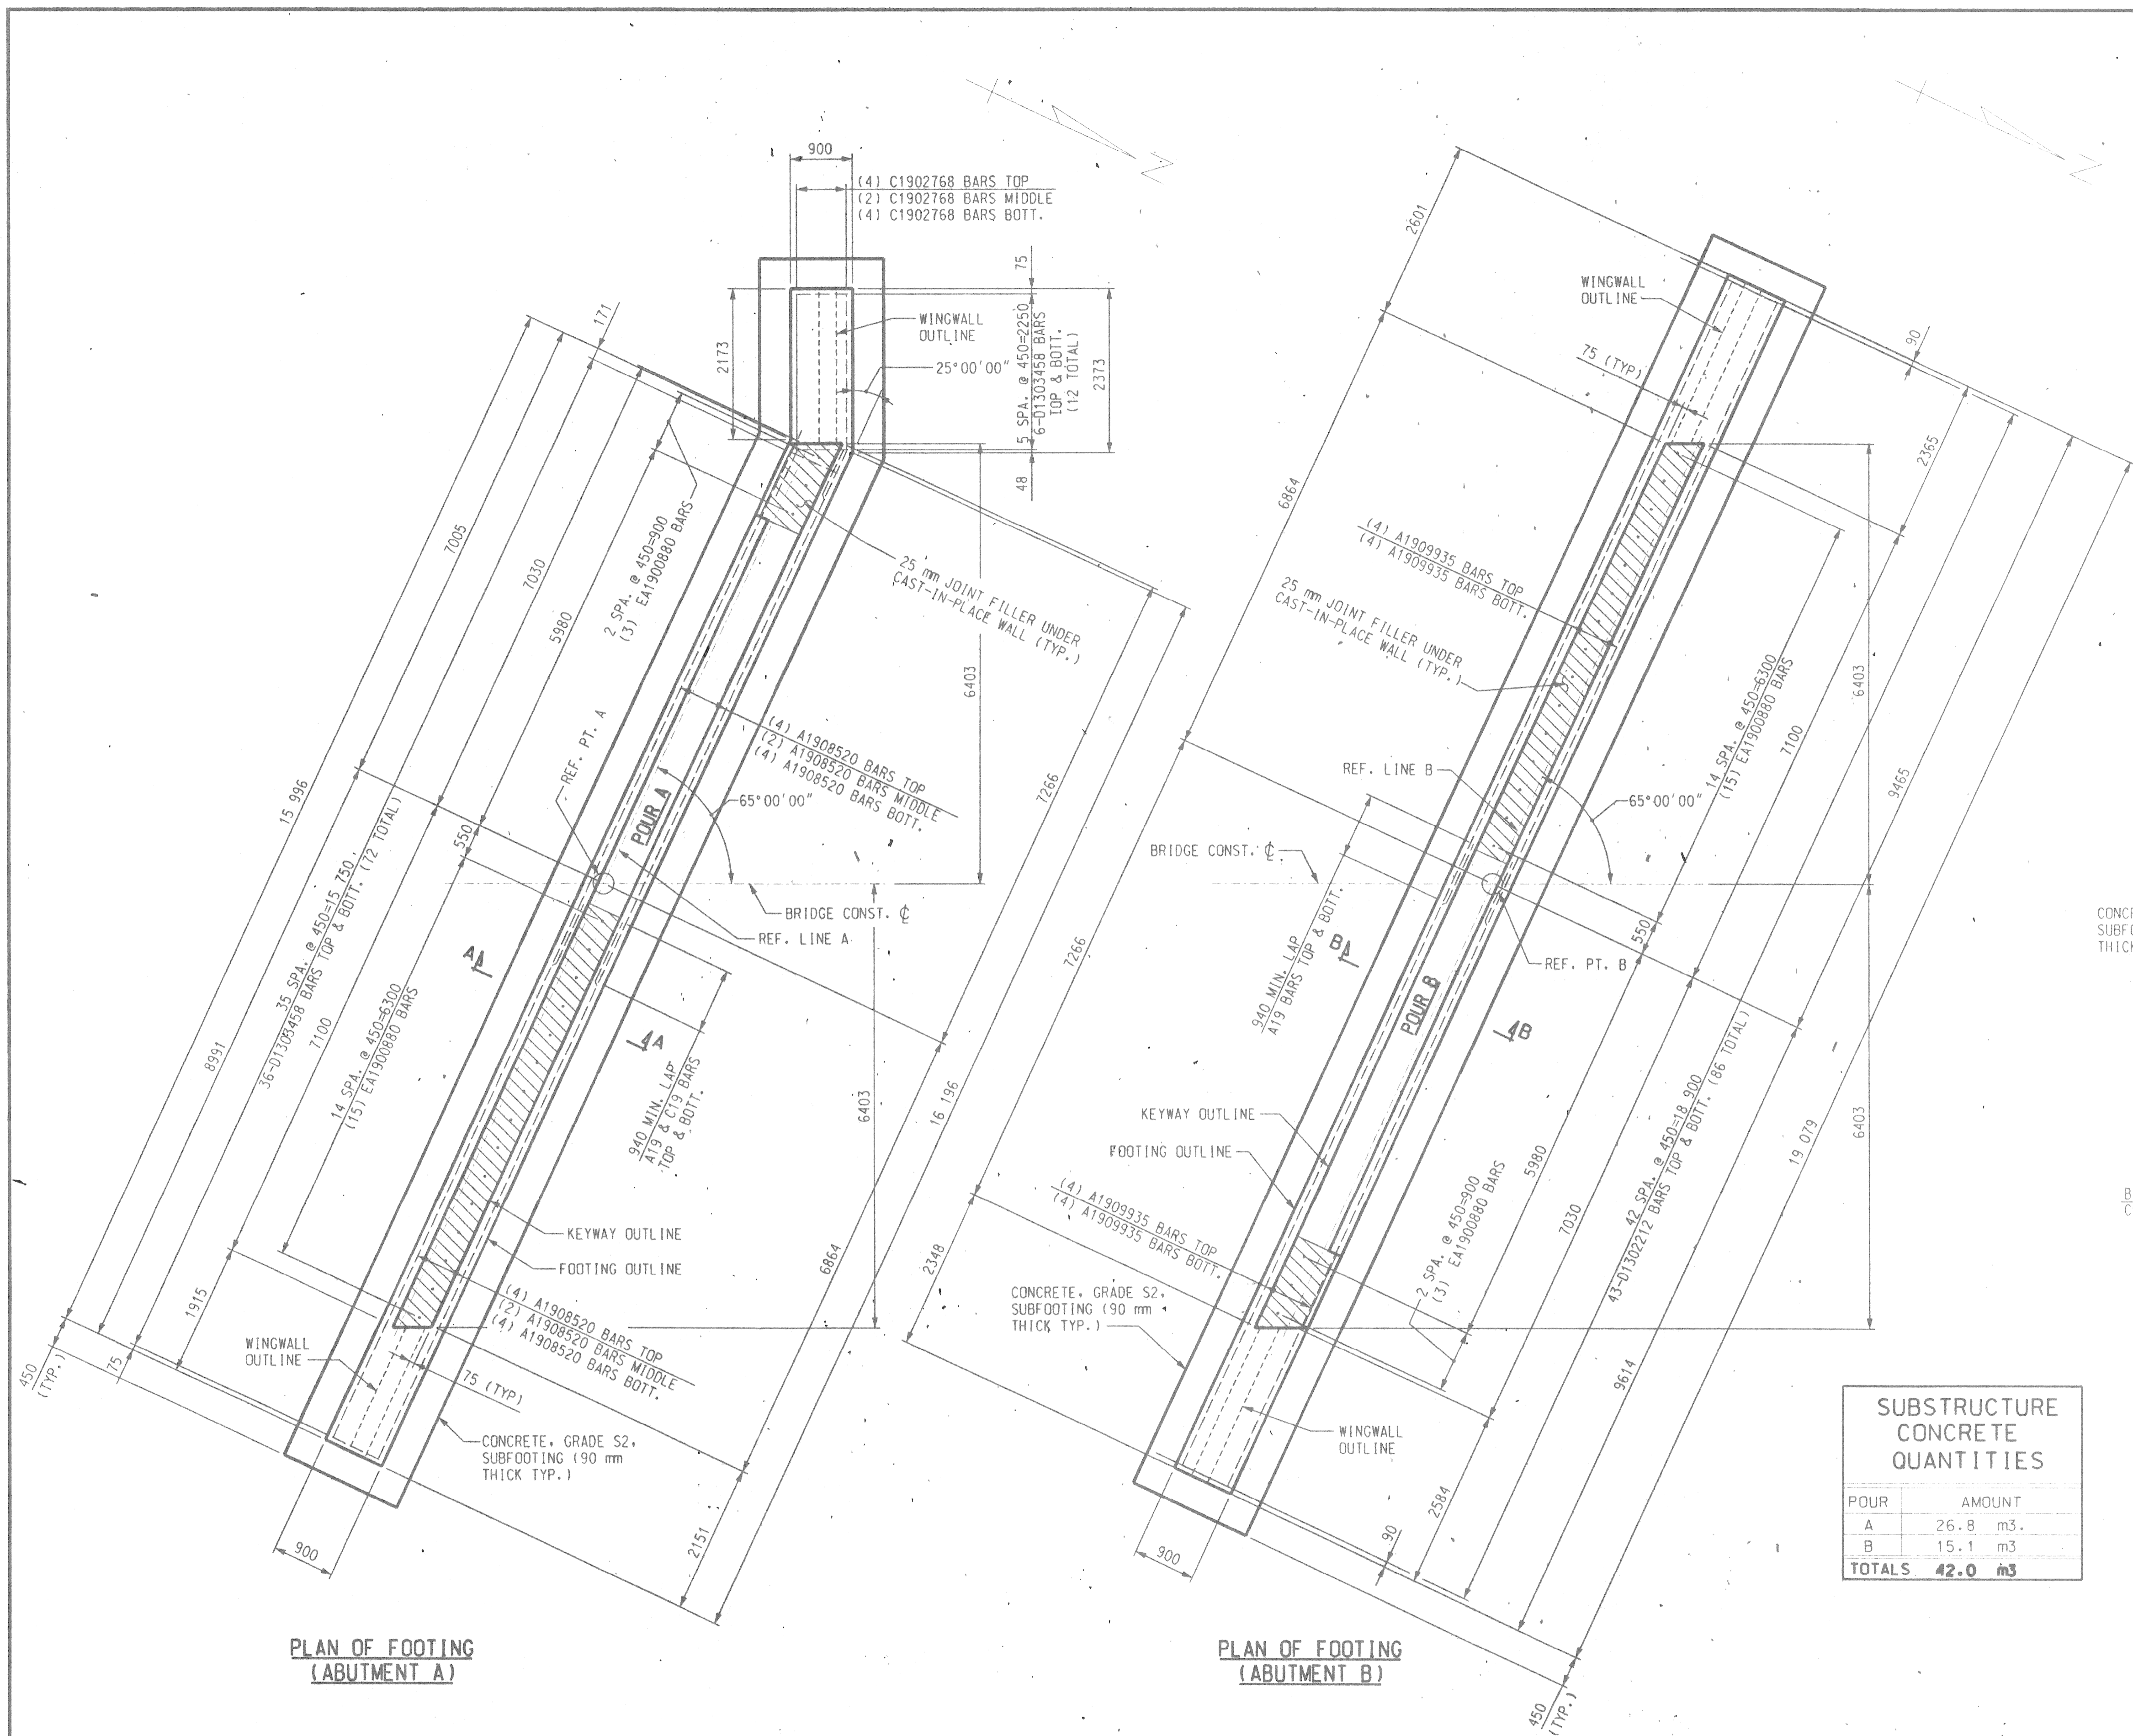 900
(4) C1902768 BARS TOP
(2) C1902768 BARS MIDDLE
(4) C1902768 BARS BOTT.
75
171
2173
WINGWALL
OUTLINE
25°00'00"
5 SPA. @ 450=2250
6-D1303458 BARS
TOP & BOTT.
(12 TOTAL)
2373
48
7005
7030
5980
2 SPA. @ 450=900
(3) EA1900880 BARS
25 mm JOINT FILLER UNDER
CAST-IN-PLACE WALL (TYP.)
6403
15 996
REF. PT. A
(4) A1908520 BARS TOP
(2) A1908520 BARS MIDDLE
(4) A1908520 BARS BOTT.
65°00'00"
POUR A
7266
550
BRIDGE CONST. ℄
REF. LINE A
35 SPA. @ 450=15 750
36-D1303458 BARS TOP & BOTT. (72 TOTAL)
7100
14 SPA. @ 450=6300
(15) EA1900880 BARS
8991
A
A
940 MIN. LAP
A19 & C19 BARS
TOP & BOTT.
6403
16 196
6864
1915
KEYWAY OUTLINE
FOOTING OUTLINE
(4) A1908520 BARS TOP
(2) A1908520 BARS MIDDLE
(4) A1908520 BARS BOTT.
WINGWALL
OUTLINE
450
(TYP.)
75
75 (TYP)
CONCRETE, GRADE S2,
SUBFOOTING (90 mm
THICK TYP.)
900
2151
PLAN OF FOOTING
(ABUTMENT A)
2601
WINGWALL
OUTLINE
75 (TYP)
90
2365
6864
(4) A1909935 BARS TOP
(4) A1909935 BARS BOTT.
25 mm JOINT FILLER UNDER
CAST-IN-PLACE WALL (TYP.)
6403
14 SPA. @ 450=6300
(15) EA1900880 BARS
7100
9465
REF. LINE B
65°00'00"
BRIDGE CONST. ℄
7266
940 MIN. LAP
A19 BARS TOP & BOTT.
B
B
550
REF. PT. B
POUR B
KEYWAY OUTLINE
FOOTING OUTLINE
(4) A1909935 BARS TOP
(4) A1909935 BARS BOTT.
2348
5980
2 SPA. @ 450=900
(3) EA1900880 BARS
7030
42 SPA. @ 450=18 900
43-D1302212 BARS TOP & BOTT. (86 TOTAL)
19 079
6403
9614
CONCRETE, GRADE S2,
SUBFOOTING (90 mm
THICK TYP.)
WINGWALL
OUTLINE
2584
90
900
450
(TYP.)
PLAN OF FOOTING
(ABUTMENT B)
CONCR
SUBFO
THICK
B
C
SUBSTRUCTURE
CONCRETE
QUANTITIES
POUR AMOUNT
A 26.8 m3.
B 15.1 m3
TOTALS 42.0 m3